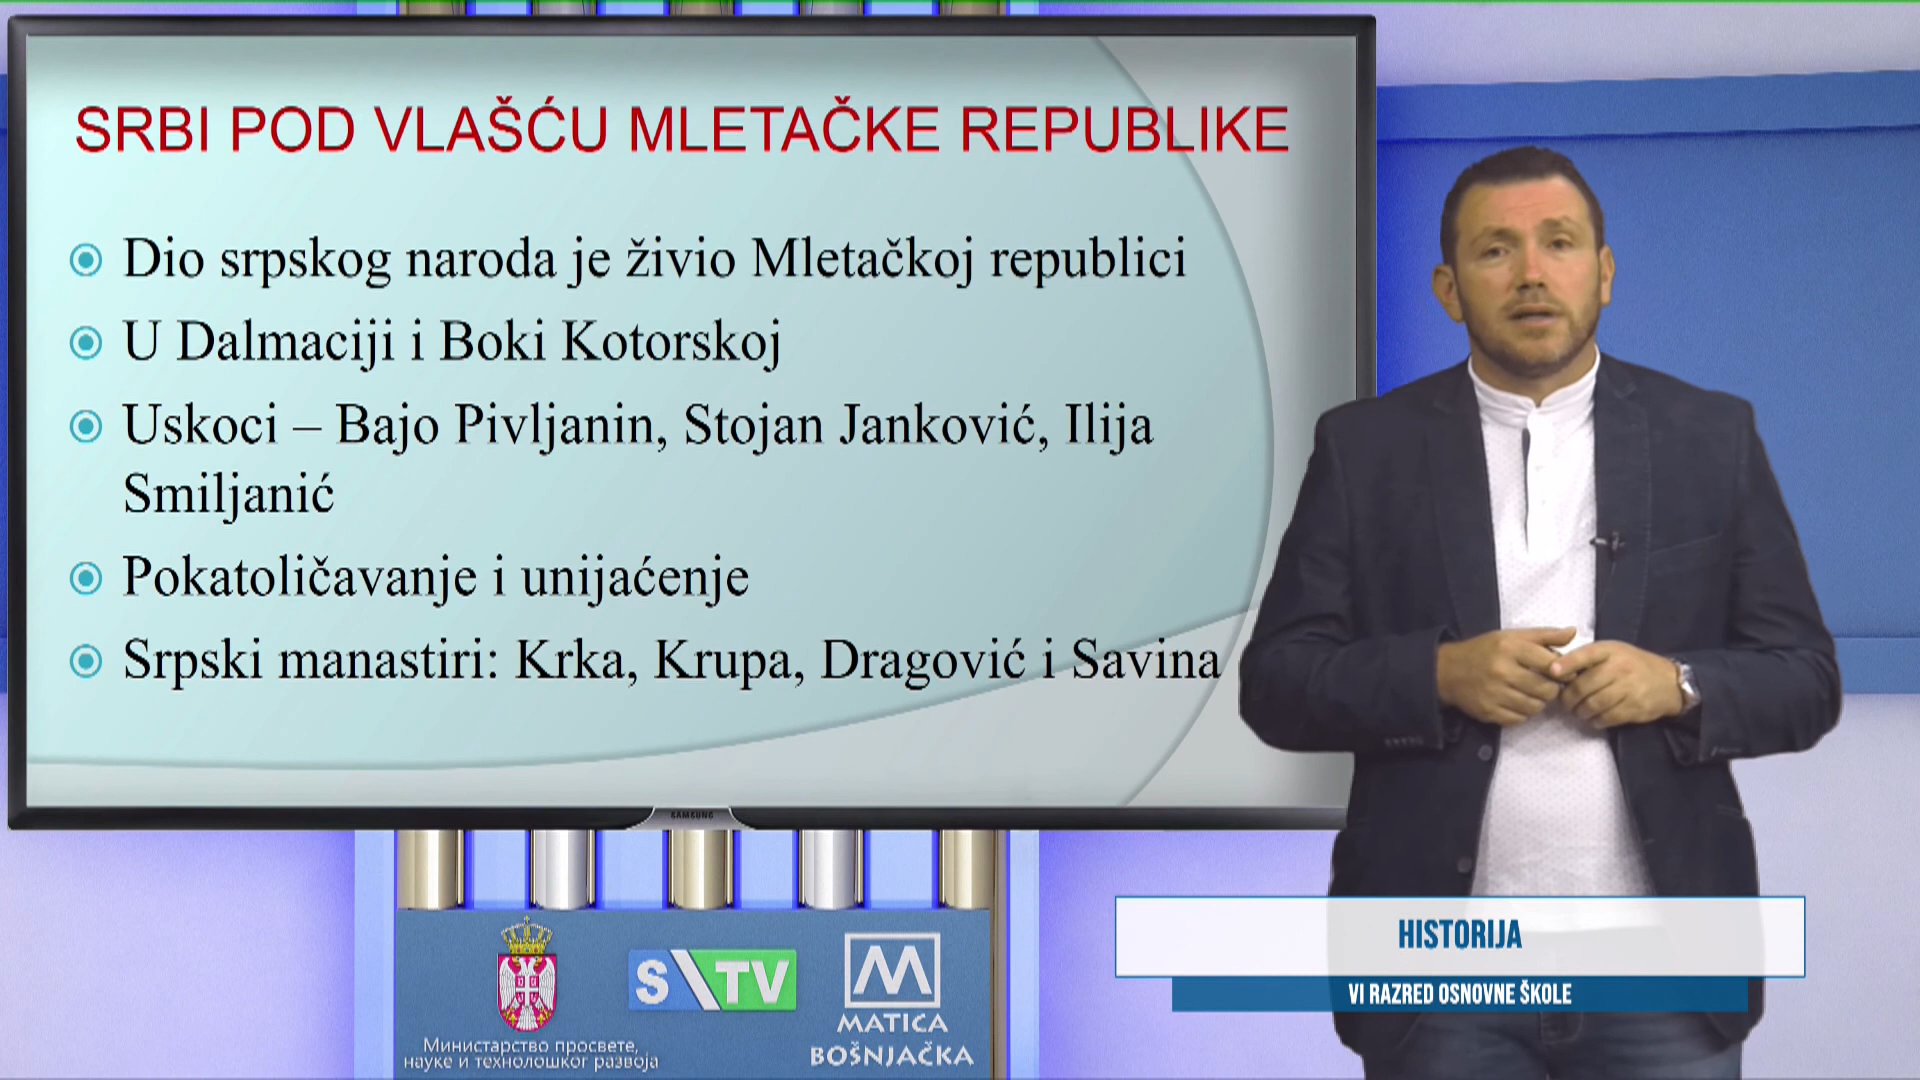 SRBI POD VLAŠĆU MLETAČKE REPUBLIKE
Dio srpskog naroda je živio Mletačkoj republici
U Dalmaciji i Boki Kotorskoj
Uskoci – Bajo Pivljanin, Stojan Janković, Ilija
Smiljanić
Pokatoličavanje i unijaćenje
Srpski manastiri: Krka, Krupa, Dragović i Savina
SAMSUNG
HISTORIJA
VI RAZRED OSNOVNE ŠKOLE
S TV
M
MATICA
BOŠNJAČKA
Министарство просвете,
науке и технолошког развоја